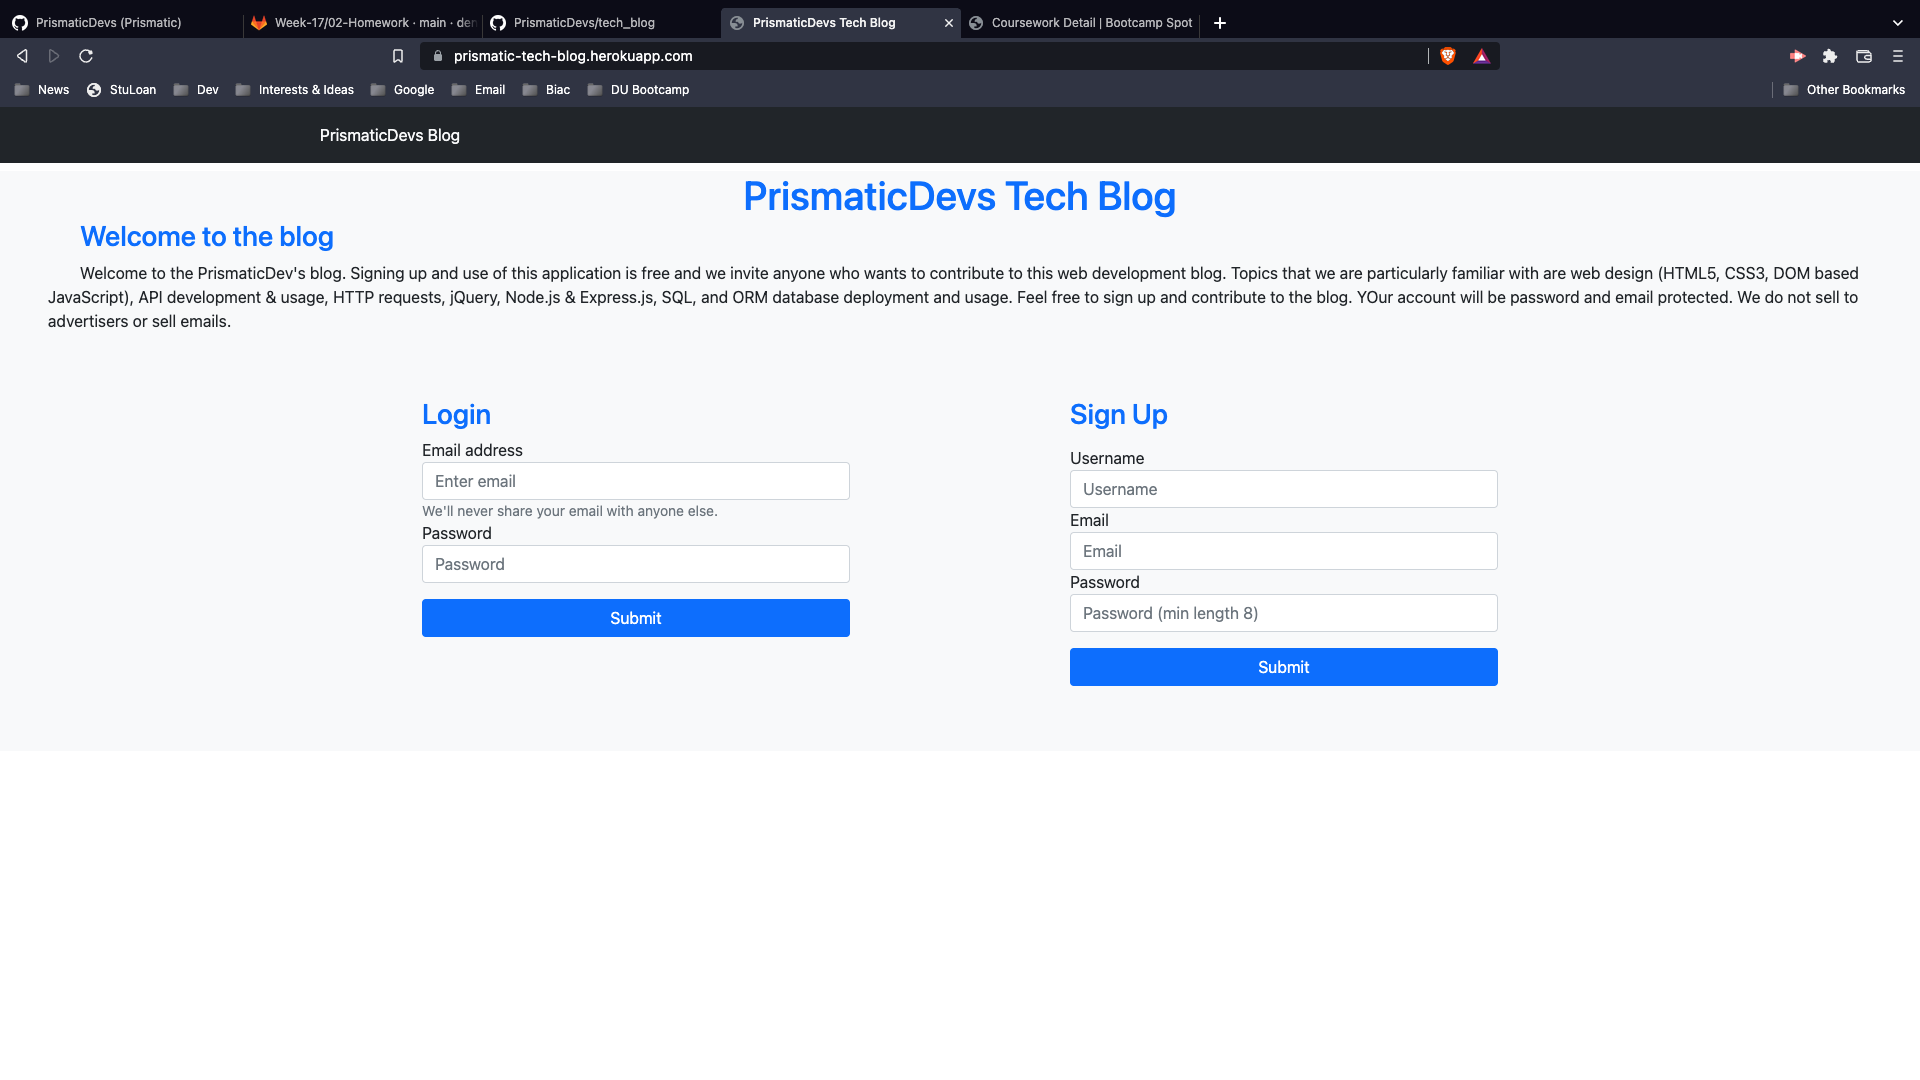 PrismaticDevs (Prismatic)
Week-17/02-Homework · main · den
PrismaticDevs/tech_blog
PrismaticDevs Tech Blog
Coursework Detail | Bootcamp Spot
prismatic-tech-blog.herokuapp.com
News
StuLoan
Dev
Interests & Ideas
Google
Email
Biac
DU Bootcamp
Other Bookmarks
PrismaticDevs Blog
PrismaticDevs Tech Blog
Welcome to the blog
Welcome to the PrismaticDev's blog. Signing up and use of this application is free and we invite anyone who wants to contribute to this web development blog. Topics that we are particularly familiar with are web design (HTML5, CSS3, DOM based
JavaScript), API development & usage, HTTP requests, jQuery, Node.js & Express.js, SQL, and ORM database deployment and usage. Feel free to sign up and contribute to the blog. YOur account will be password and email protected. We do not sell to
advertisers or sell emails.
Login
Email address
Enter email
We'll never share your email with anyone else.
Password
Password
Submit
Sign Up
Username
Username
Email
Email
Password
Password (min length 8)
Submit